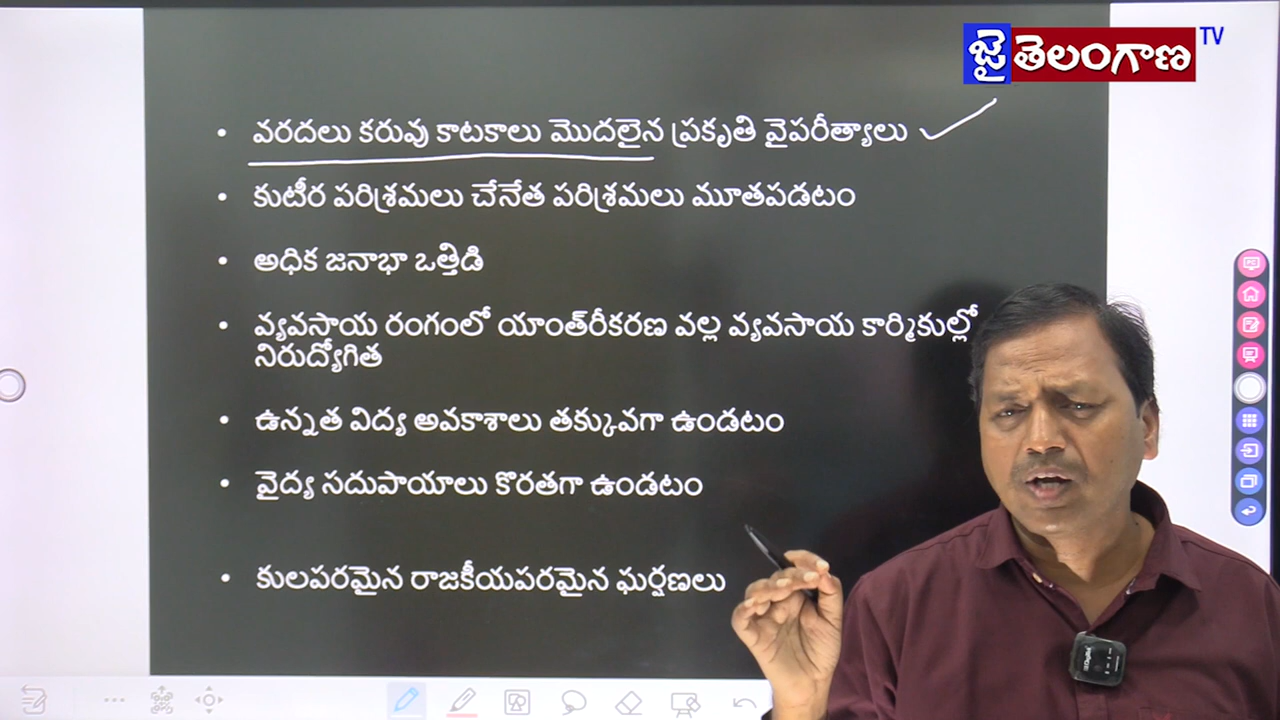 జై తెలంగాణ TV
• వరదలు కరువు కాటకాలు మొదలైన ప్రకృతి వైపరీత్యాలు
• కుటీర పరిశ్రమలు చేనేత పరిశ్రమలు మూతపడటం
• అధిక జనాభా ఒత్తిడి
• వ్యవసాయ రంగంలో యాంత్‌రీకరణ వల్ల వ్యవసాయ కార్మికుల్లో
నిరుద్యోగిత
• ఉన్నత విద్య అవకాశాలు తక్కువగా ఉండటం
• వైద్య సదుపాయాలు కొరతగా ఉండటం
• కులపరమైన రాజకీయపరమైన ఘర్షణలు